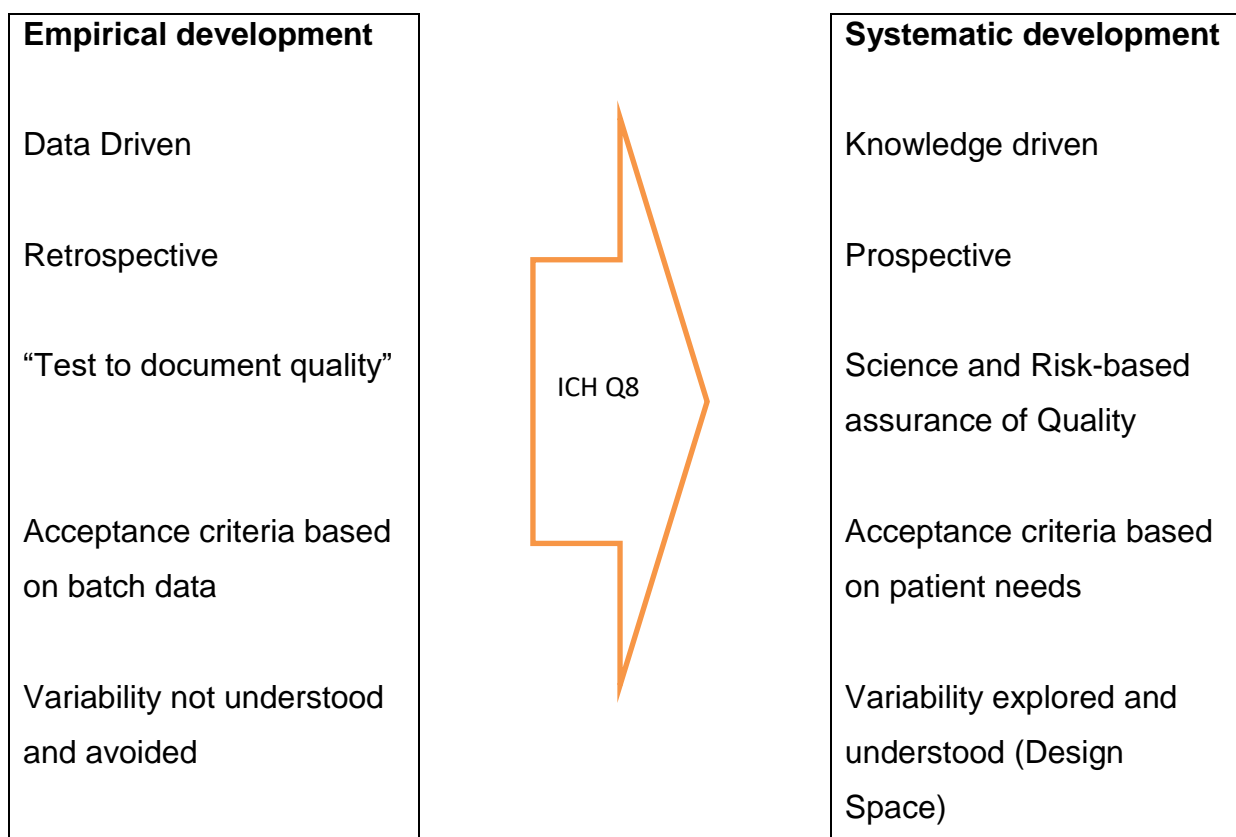 Empirical development
Data Driven
Retrospective
“Test to document quality”
Acceptance criteria based
on batch data
Variability not understood
and avoided
ICH Q8
Systematic development
Knowledge driven
Prospective
Science and Risk-based
assurance of Quality
Acceptance criteria based
on patient needs
Variability explored and
understood (Design
Space)